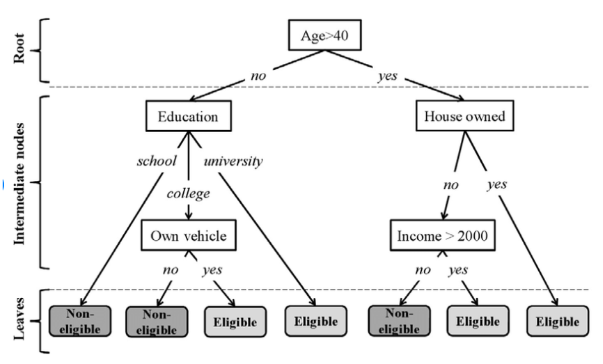 Root
Age>40
no
yes
Intermediate nodes
Education
House owned
school
university
college
no
yes
Own vehicle
Income > 2000
no
yes
no
yes
Leaves
Non-
eligible
Non-
eligible
Eligible
Eligible
Non-
eligible
Eligible
Eligible